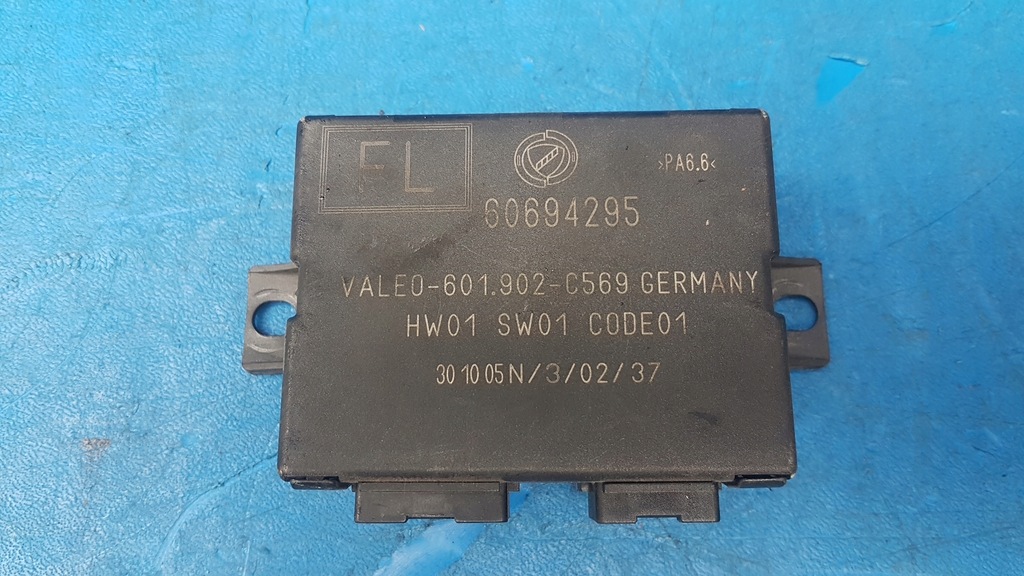 FL
>PA6.6<
60694295
VALEO-601.902-C569 GERMANY
HW01 SW01 CODE01
30 10 05 N/3/02/37